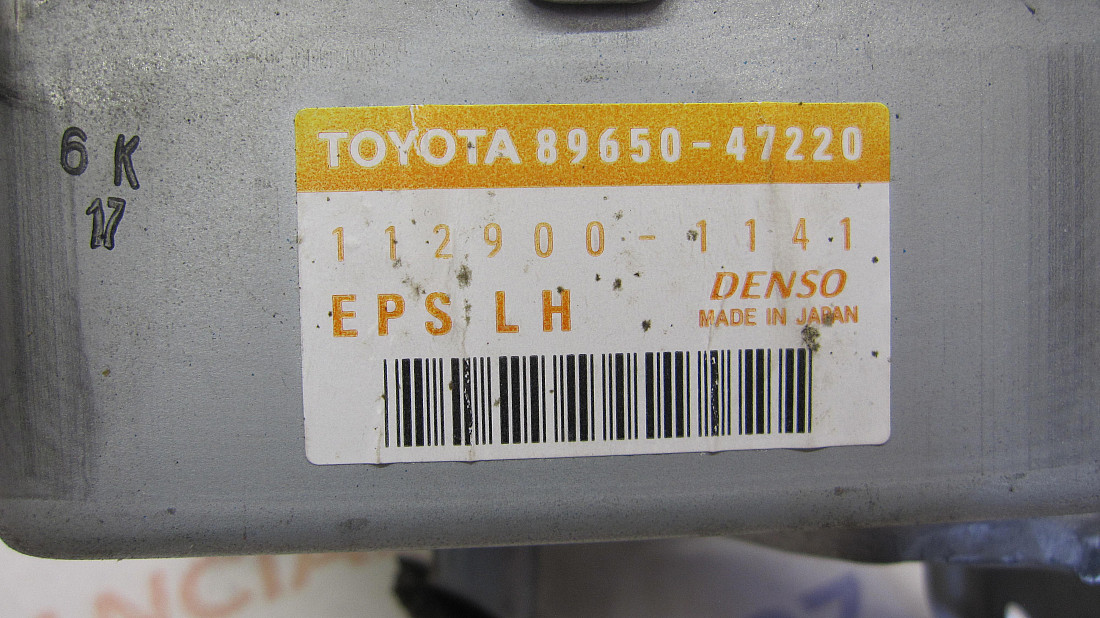 6 K
17
TOYOTA 89650-47220
112900-1141
EPS LH
DENSO
MADE IN JAPAN